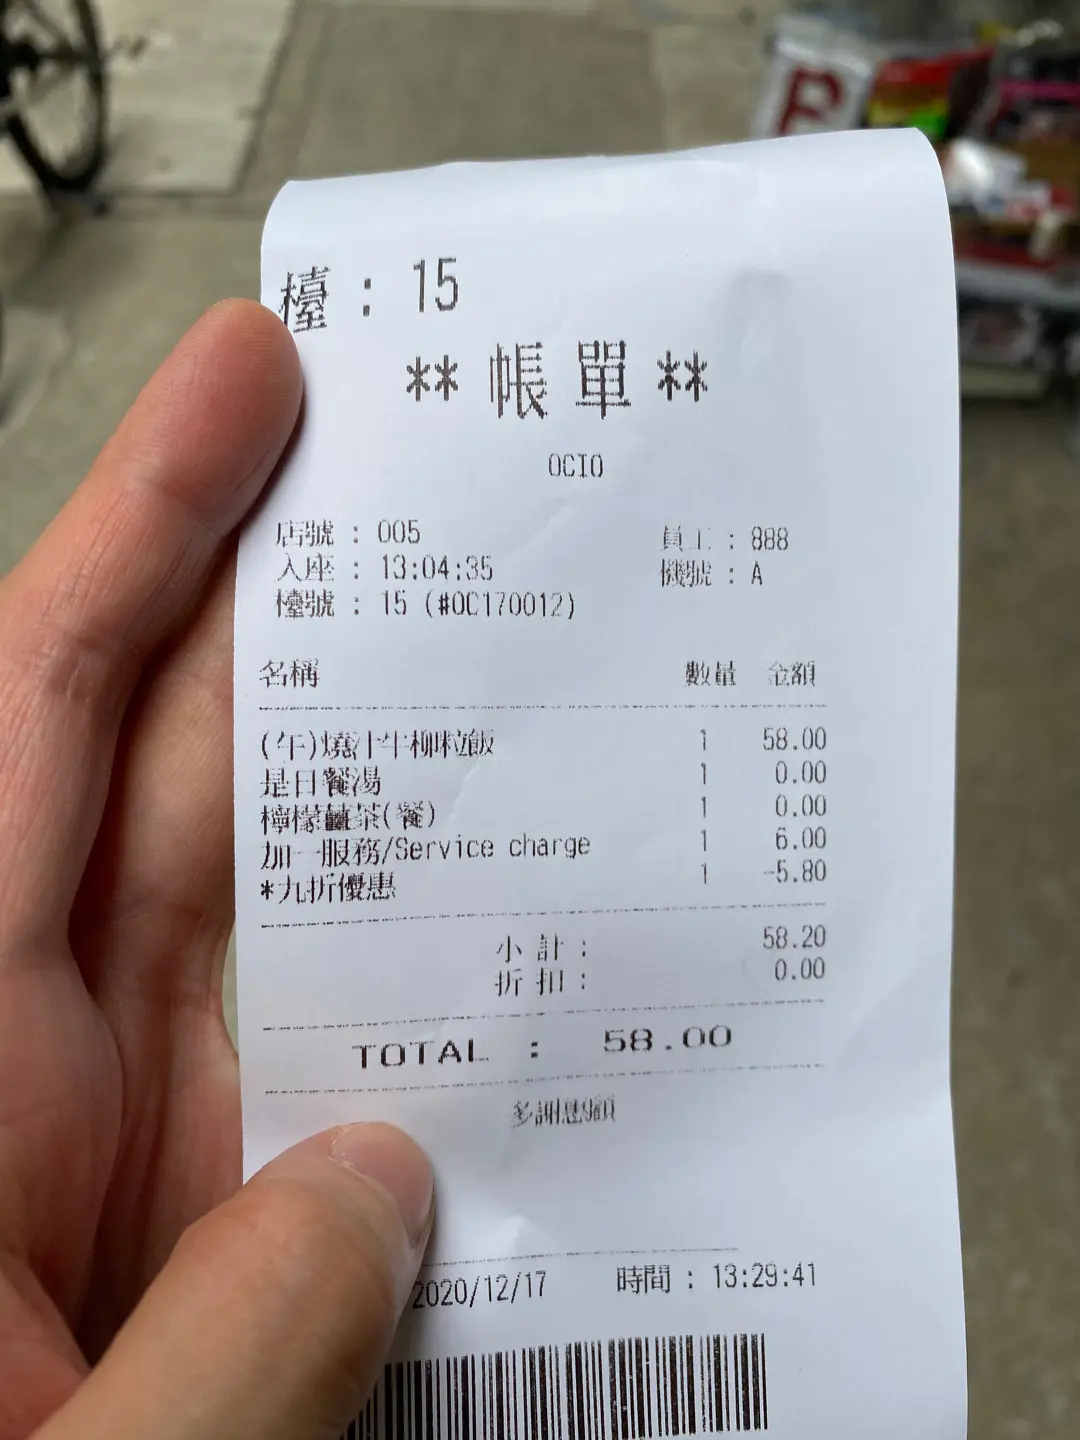 檯 : 15
** 帳 單 **
OCIO
店號 : 005 員工 : 888
入座 : 13:04:35 機號 : A
檯號 : 15 (#OC170012)
名稱 數量 金額
(午)燒汁牛柳粒飯 1 58.00
是日餐湯 1 0.00
檸檬薑茶(餐) 1 0.00
加一服務/Service charge 1 6.00
*九折優惠 1 -5.80
小 計 : 58.20
折 扣 : 0.00
TOTAL : 58.00
多謝惠顧
2020/12/17 時間 : 13:29:41
P